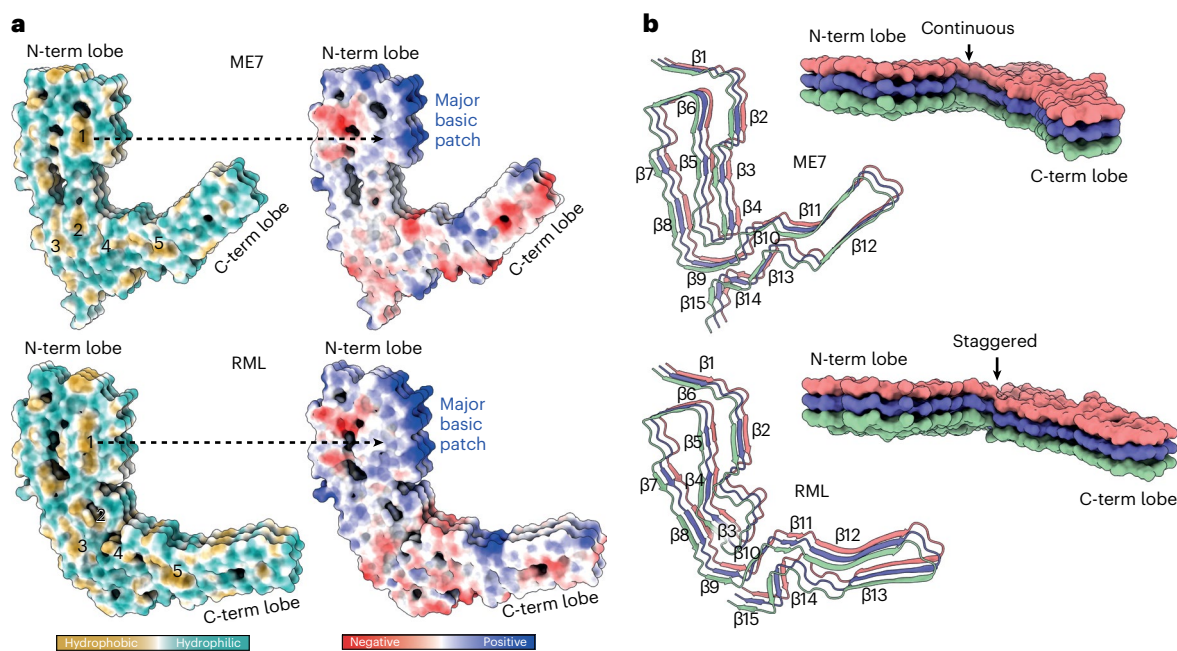 a
N-term lobe
ME7
N-term lobe
Major
basic
patch
1
2
3
4
5
C-term lobe
C-term lobe
N-term lobe
RML
N-term lobe
Major
basic
patch
1
2
3
4
5
C-term lobe
C-term lobe
Hydrophobic Hydrophilic
Negative Positive
b
β1
β6
β2
β7
β5
β3
ME7
β8
β4
β11
β10
β12
β9
β13
β15
β14
N-term lobe
Continuous
C-term lobe
β1
β6
β2
β5
β7
β4
RML
β8
β3
β11
β12
β10
β9
β14
β13
β15
N-term lobe
Staggered
C-term lobe